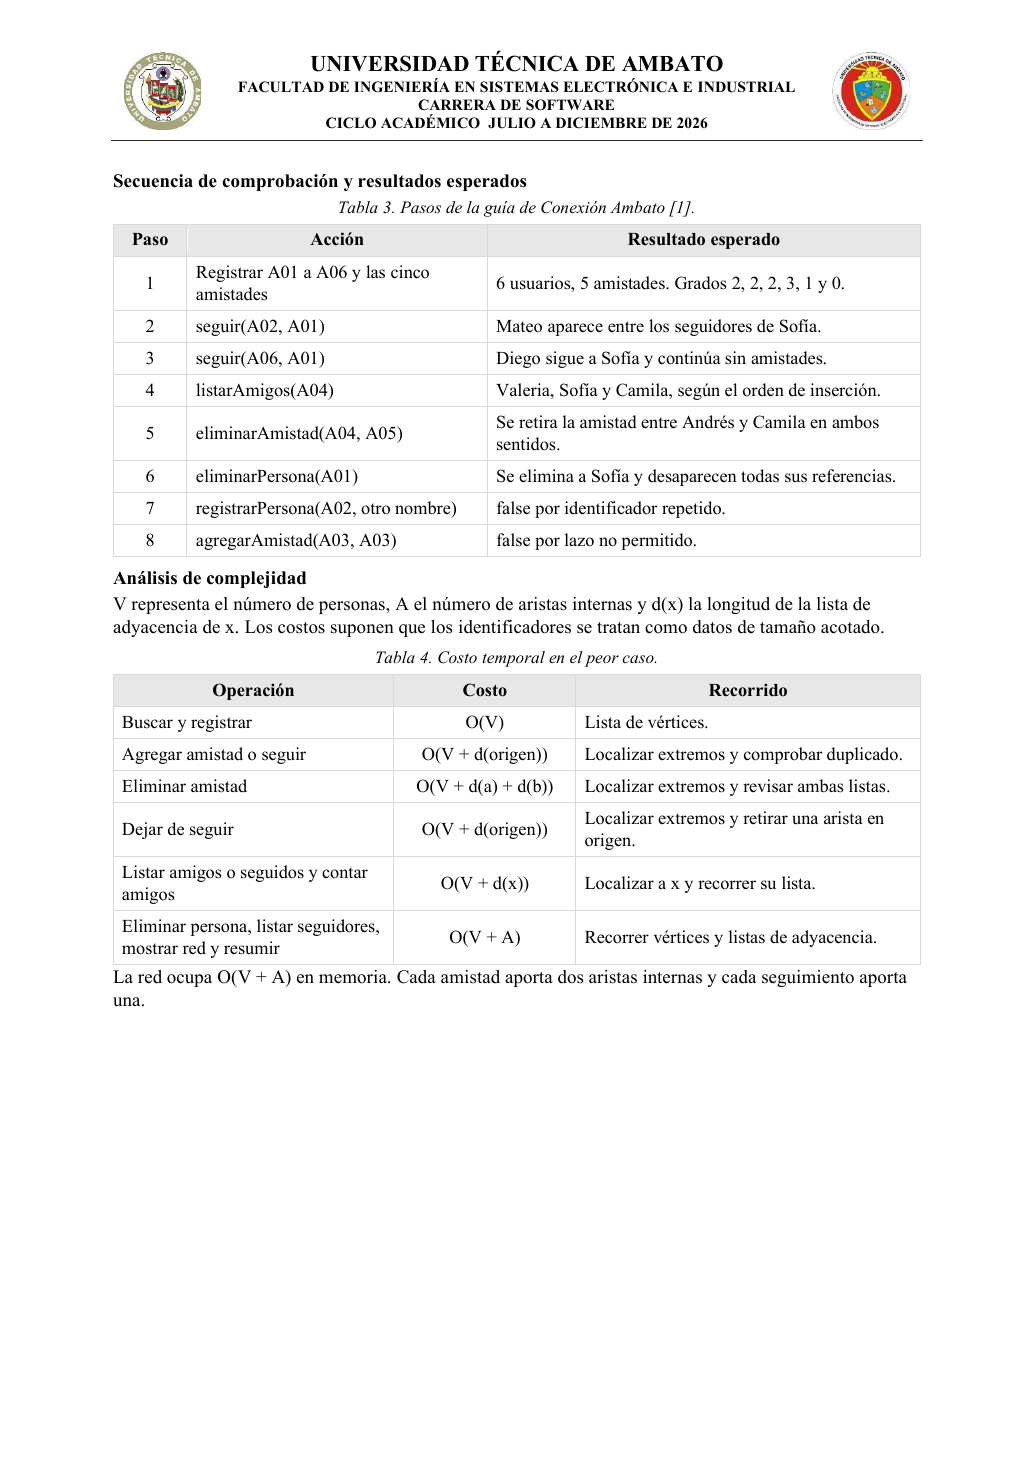 UNIVERSIDAD TÉCNICA DE AMBATO
FACULTAD DE INGENIERÍA EN SISTEMAS ELECTRÓNICA E INDUSTRIAL
CARRERA DE SOFTWARE
CICLO ACADÉMICO JULIO A DICIEMBRE DE 2026
Secuencia de comprobación y resultados esperados
Tabla 3. Pasos de la guía de Conexión Ambato [1].
Paso Acción Resultado esperado
1 Registrar A01 a A06 y las cinco amistades 6 usuarios, 5 amistades. Grados 2, 2, 2, 3, 1 y 0.
2 seguir(A02, A01) Mateo aparece entre los seguidores de Sofía.
3 seguir(A06, A01) Diego sigue a Sofía y continúa sin amistades.
4 listarAmigos(A04) Valeria, Sofía y Camila, según el orden de inserción.
5 eliminarAmistad(A04, A05) Se retira la amistad entre Andrés y Camila en ambos sentidos.
6 eliminarPersona(A01) Se elimina a Sofía y desaparecen todas sus referencias.
7 registrarPersona(A02, otro nombre) false por identificador repetido.
8 agregarAmistad(A03, A03) false por lazo no permitido.
Análisis de complejidad
V representa el número de personas, A el número de aristas internas y d(x) la longitud de la lista de
adyacencia de x. Los costos suponen que los identificadores se tratan como datos de tamaño acotado.
Tabla 4. Costo temporal en el peor caso.
Operación Costo Recorrido
Buscar y registrar O(V) Lista de vértices.
Agregar amistad o seguir O(V + d(origen)) Localizar extremos y comprobar duplicado.
Eliminar amistad O(V + d(a) + d(b)) Localizar extremos y revisar ambas listas.
Dejar de seguir O(V + d(origen)) Localizar extremos y retirar una arista en origen.
Listar amigos o seguidos y contar amigos O(V + d(x)) Localizar a x y recorrer su lista.
Eliminar persona, listar seguidores, mostrar red y resumir O(V + A) Recorrer vértices y listas de adyacencia.
La red ocupa O(V + A) en memoria. Cada amistad aporta dos aristas internas y cada seguimiento aporta
una.